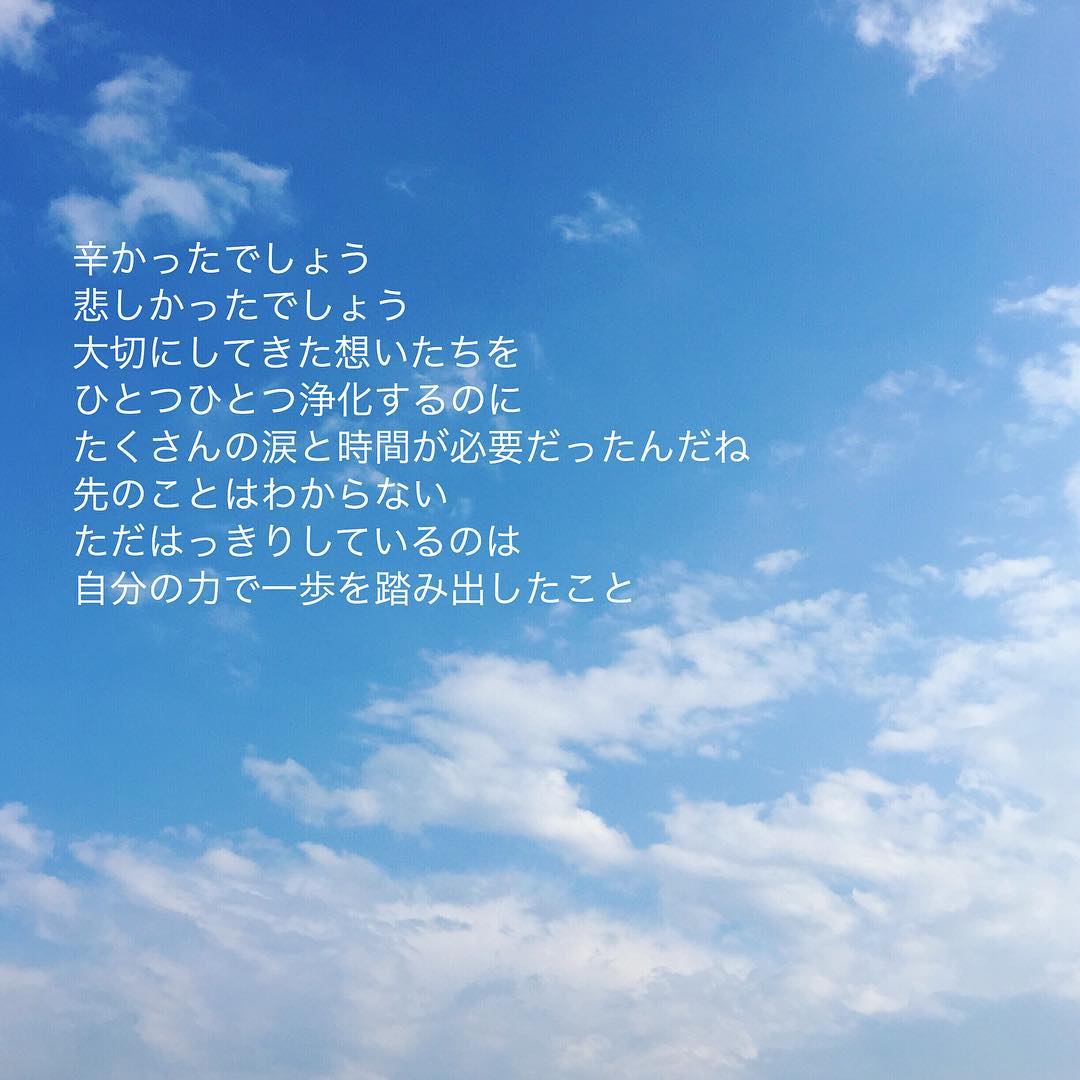 辛かったでしょう
悲しかったでしょう
大切にしてきた想いたちを
ひとつひとつ浄化するのに
たくさんの涙と時間が必要だったんだね
先のことはわからない
ただはっきりしているのは
自分の力で一歩を踏み出したこと